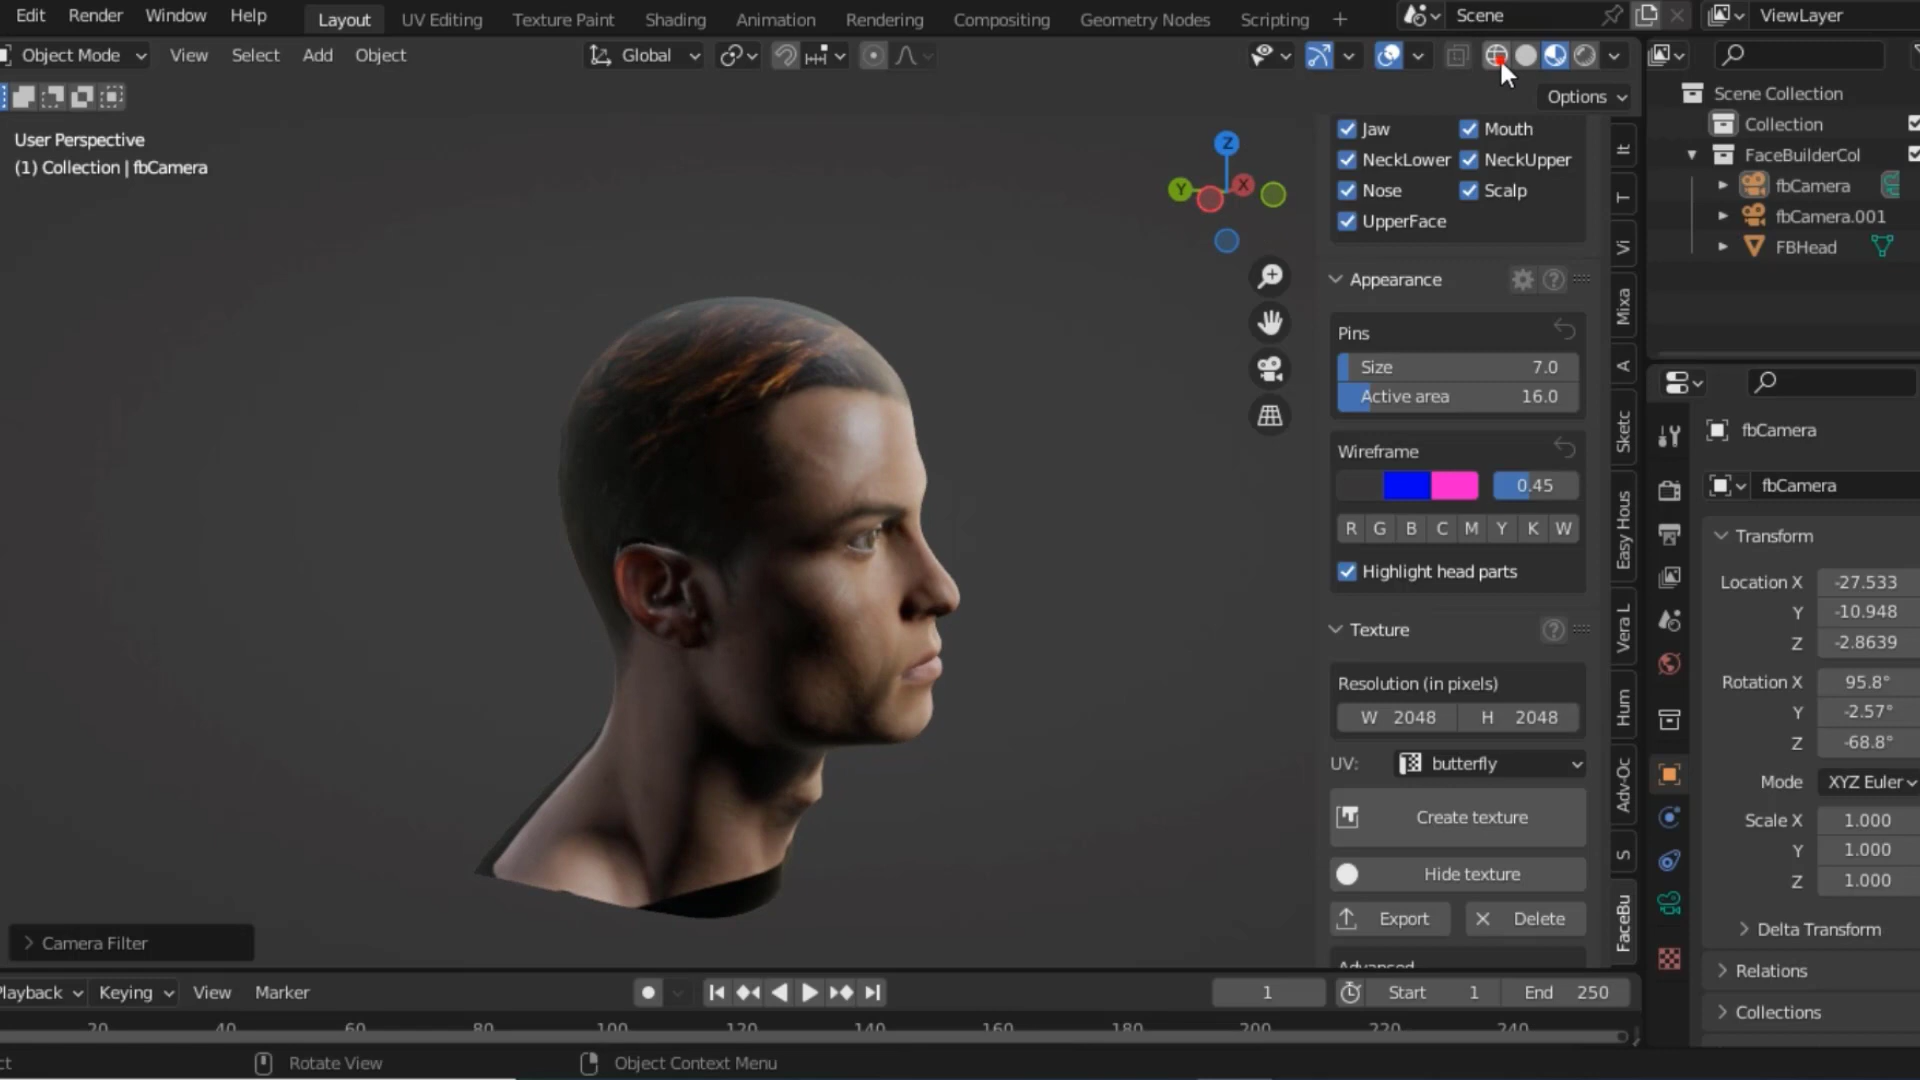 Edit Render Window Help Layout UV Editing Texture Paint Shading Animation Rendering Compositing Geometry Nodes Scripting + Scene ViewLayer
Object Mode View Select Add Object Global
Options
User Perspective
(1) Collection | fbCamera
Z
Y
X
Jaw Mouth
NeckLower NeckUpper
Nose Scalp
UpperFace
Appearance
Pins
Size 7.0
Active area 16.0
Wireframe
0.45
R G B C M Y K W
Highlight head parts
Texture
Resolution (in pixels)
W 2048 H 2048
UV: butterfly
Create texture
Hide texture
Export Delete
It
T
Vi
Mixa
A
Sketc
Easy Hous
Vera L
Hum
Adv-Oc
S
FaceBu
Scene Collection
Collection
FaceBuilderCol
fbCamera
fbCamera.001
FBHead
fbCamera
fbCamera
Transform
Location X -27.533
Y -10.948
Z -2.8639
Rotation X 95.8°
Y -2.57°
Z -68.8°
Mode XYZ Euler
Scale X 1.000
Y 1.000
Z 1.000
Delta Transform
Relations
Collections
Camera Filter
Playback Keying View Marker 1 Start 1 End 250
20 40 60 80 100 120 140 160 180 200 220 240
ct Rotate View Object Context Menu